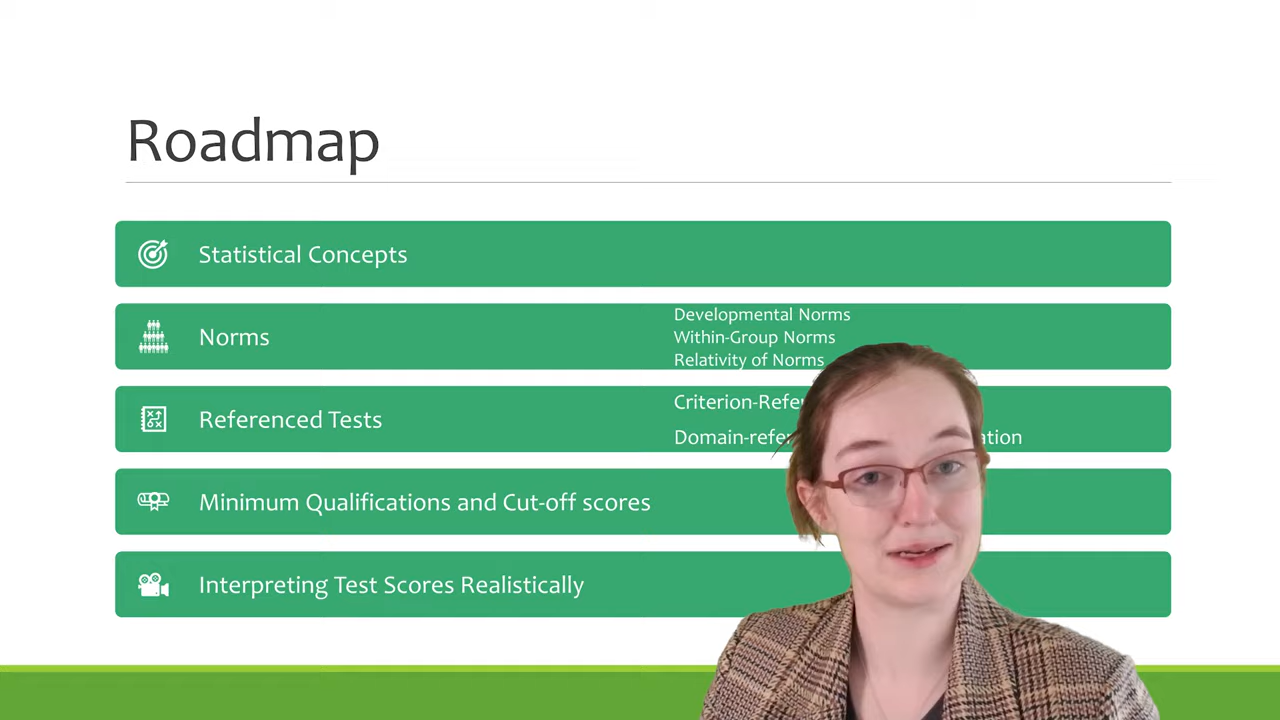 Roadmap
Statistical Concepts
Norms
Developmental Norms
Within-Group Norms
Relativity of Norms
Referenced Tests
Minimum Qualifications and Cut-off scores
Interpreting Test Scores Realistically